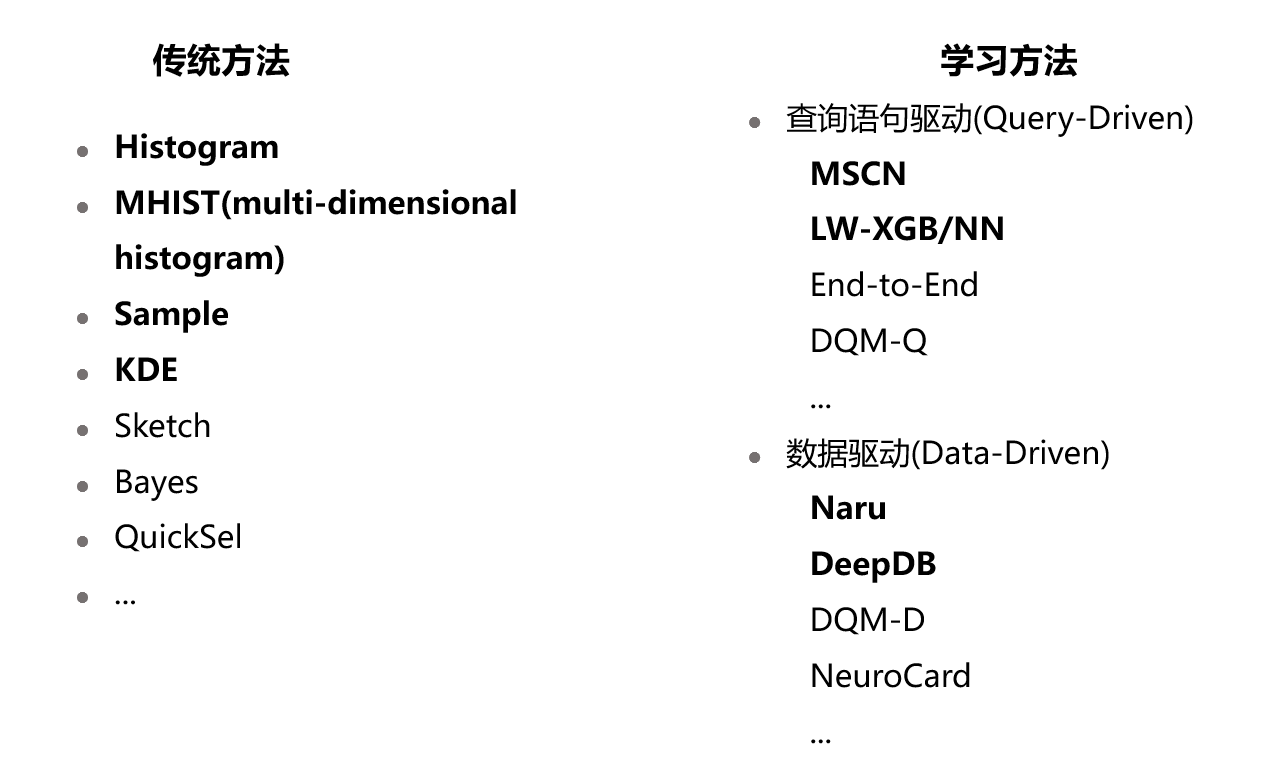 传统方法
Histogram
MHIST(multi-dimensional
histogram)
Sample
KDE
Sketch
Bayes
QuickSel
...
学习方法
查询语句驱动(Query-Driven)
MSCN
LW-XGB/NN
End-to-End
DQM-Q
...
数据驱动(Data-Driven)
Naru
DeepDB
DQM-D
NeuroCard
...